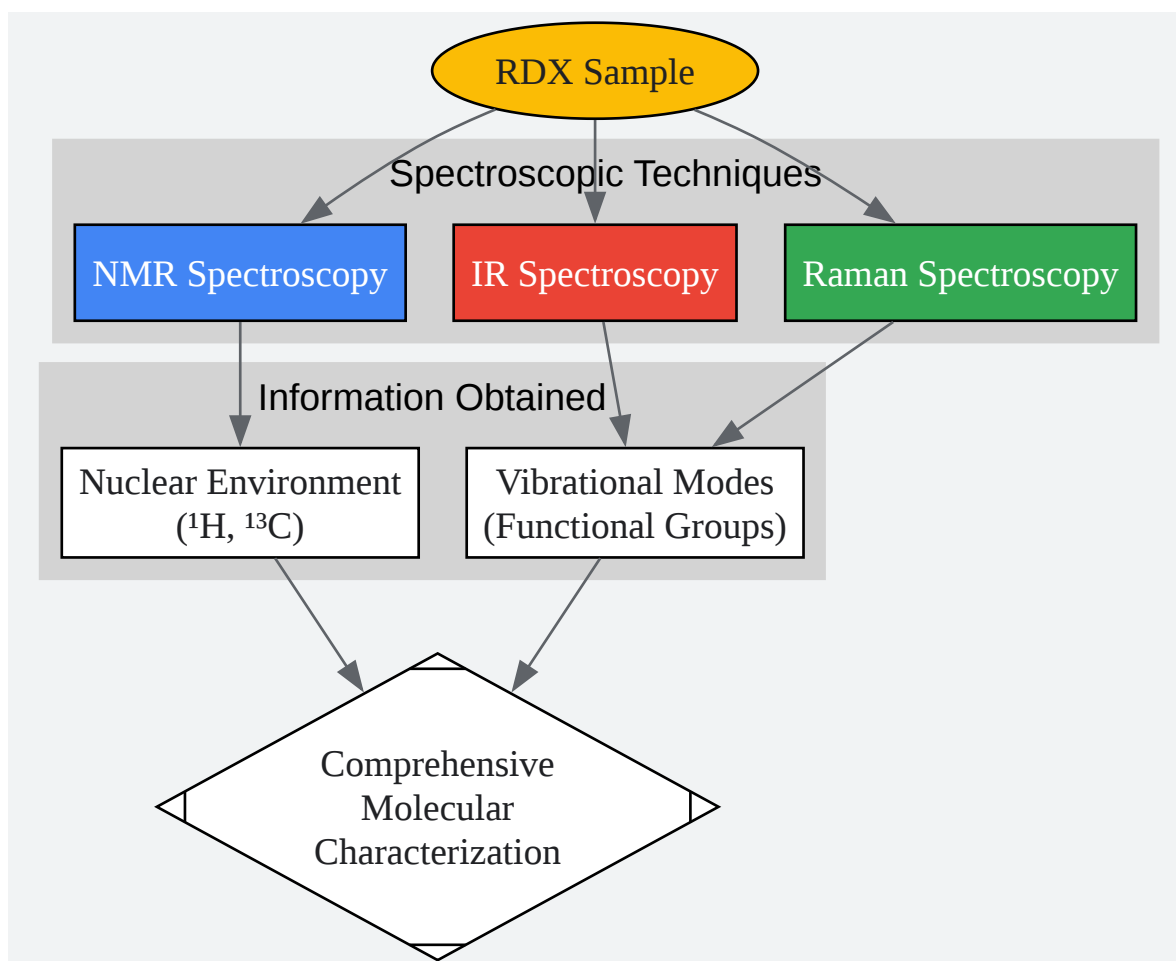 RDX Sample
Spectroscopic Techniques
NMR Spectroscopy
IR Spectroscopy
Raman Spectroscopy
Information Obtained
Nuclear Environment
(¹H, ¹³C)
Vibrational Modes
(Functional Groups)
Comprehensive
Molecular
Characterization